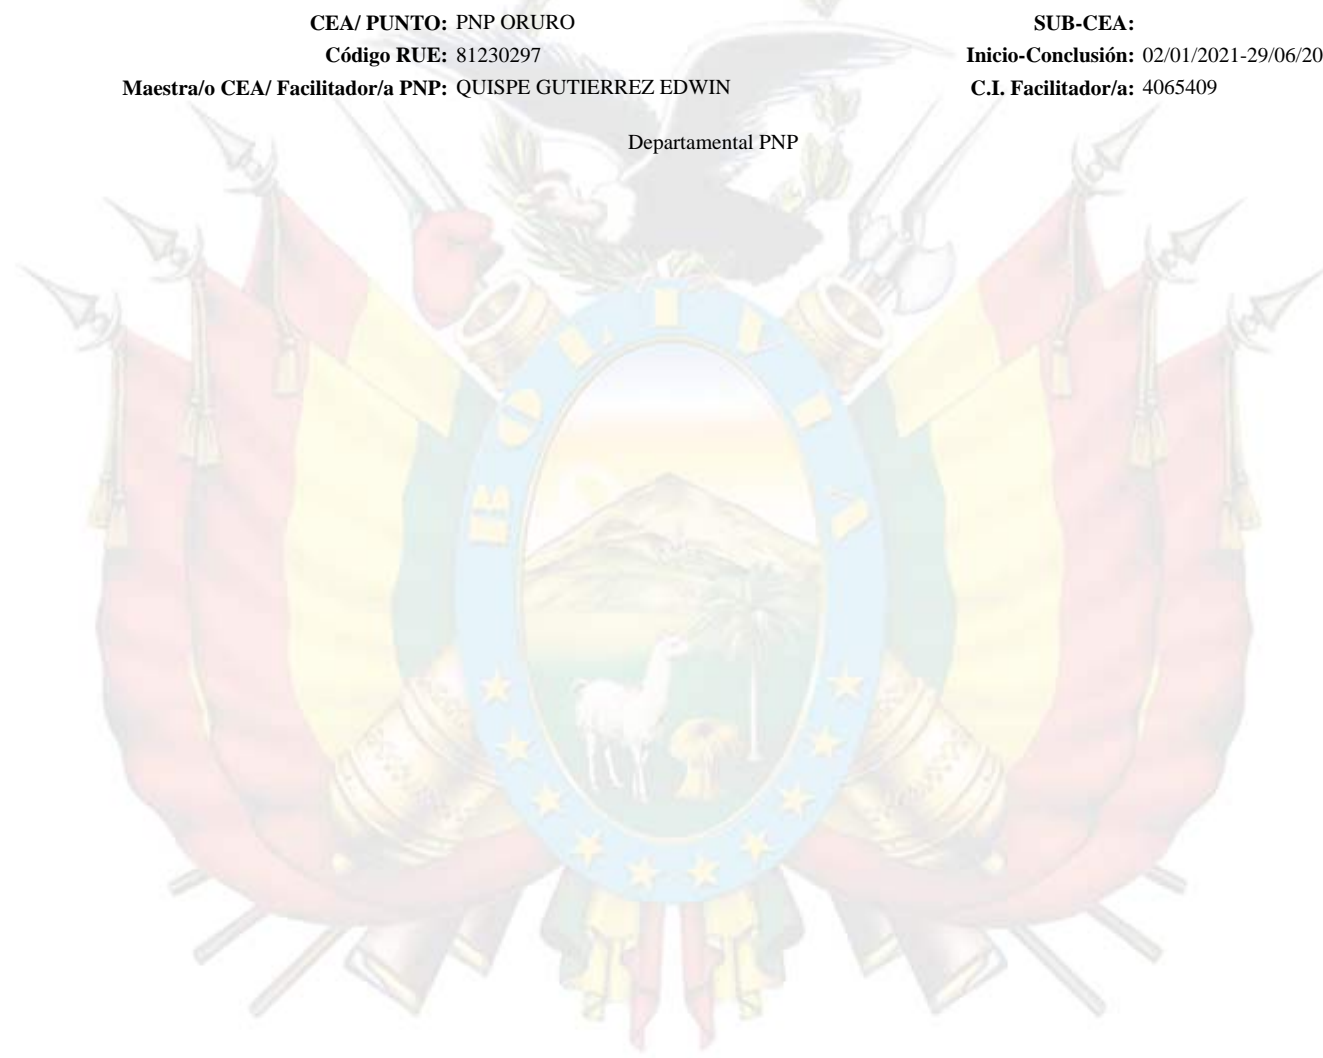 CEA/ PUNTO: PNP ORURO SUB-CEA:
Código RUE: 81230297 Inicio-Conclusión: 02/01/2021-29/06/20
Maestra/o CEA/ Facilitador/a PNP: QUISPE GUTIERREZ EDWIN C.I. Facilitador/a: 4065409
Departamental PNP
BOLIVIA